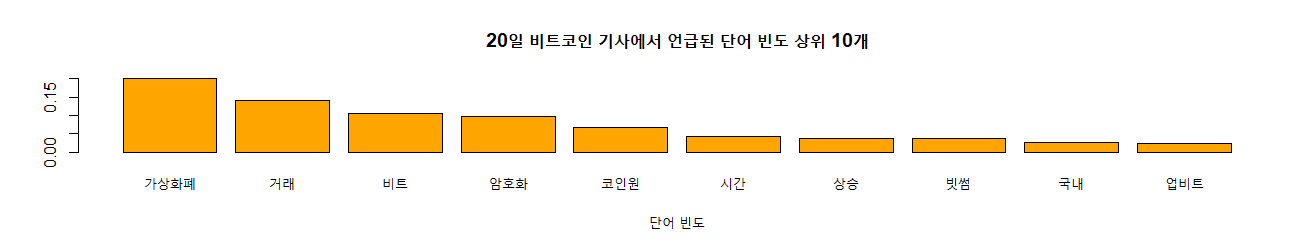 20일 비트코인 기사에서 언급된 단어 빈도 상위 10개
0.15
0.00
가상화폐 거래 비트 암호화 코인원 시간 상승 빗썸 국내 업비트
단어 빈도